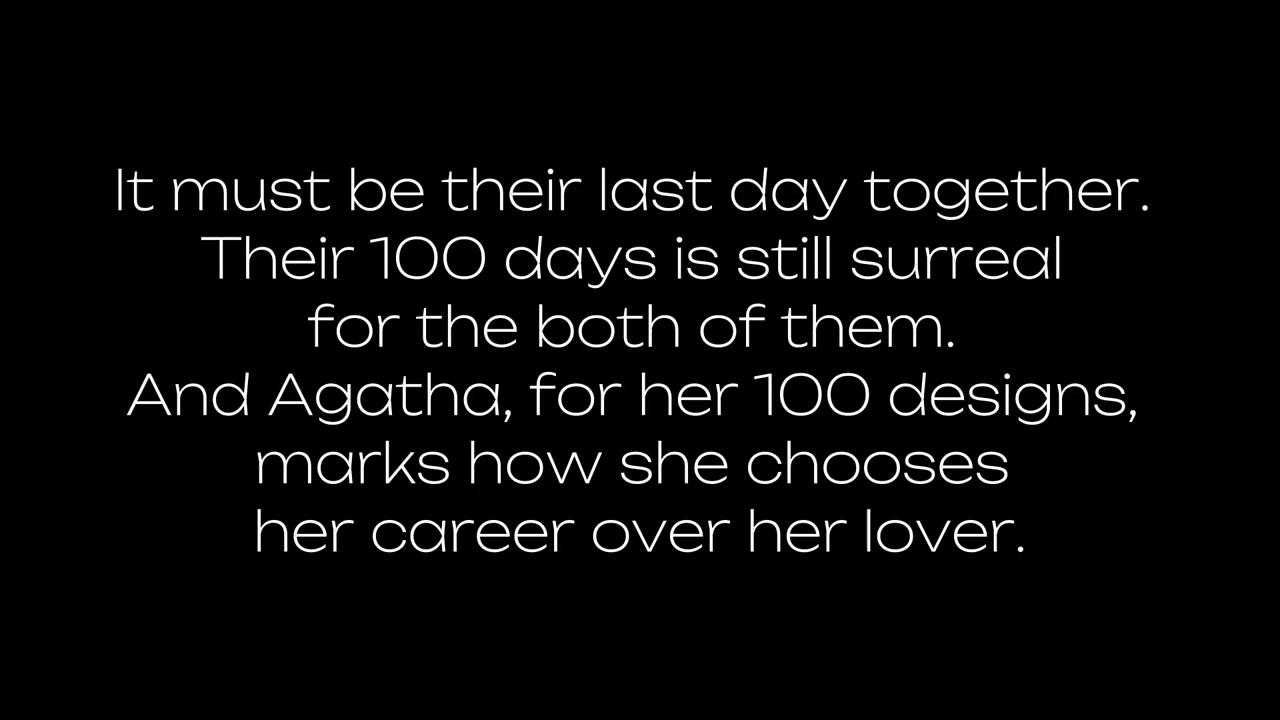 It must be their last day together.
Their 100 days is still surreal
for the both of them.
And Agatha, for her 100 designs,
marks how she chooses
her career over her lover.